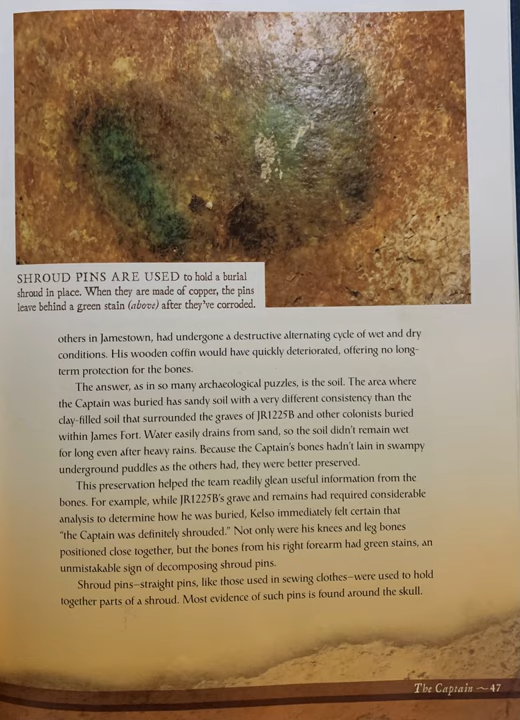 SHROUD PINS ARE USED to hold a burial
shroud in place. When they are made of copper, the pins
leave behind a green stain (above) after they've corroded.
others in Jamestown, had undergone a destructive alternating cycle of wet and dry
conditions. His wooden coffin would have quickly deteriorated, offering no long-
term protection for the bones.
The answer, as in so many archaeological puzzles, is the soil. The area where
the Captain was buried has sandy soil with a very different consistency than the
clay-filled soil that surrounded the graves of JR1225B and other colonists buried
within James Fort. Water easily drains from sand, so the soil didn't remain wet
for long even after heavy rains. Because the Captain's bones hadn't lain in swampy
underground puddles as the others had, they were better preserved.
This preservation helped the team readily glean useful information from the
bones. For example, while JR1225B's grave and remains had required considerable
analysis to determine how he was buried, Kelso immediately felt certain that
"the Captain was definitely shrouded." Not only were his knees and leg bones
positioned close together, but the bones from his right forearm had green stains, an
unmistakable sign of decomposing shroud pins.
Shroud pins—straight pins, like those used in sewing clothes—were used to hold
together parts of a shroud. Most evidence of such pins is found around the skull.
The Captain ~ 47